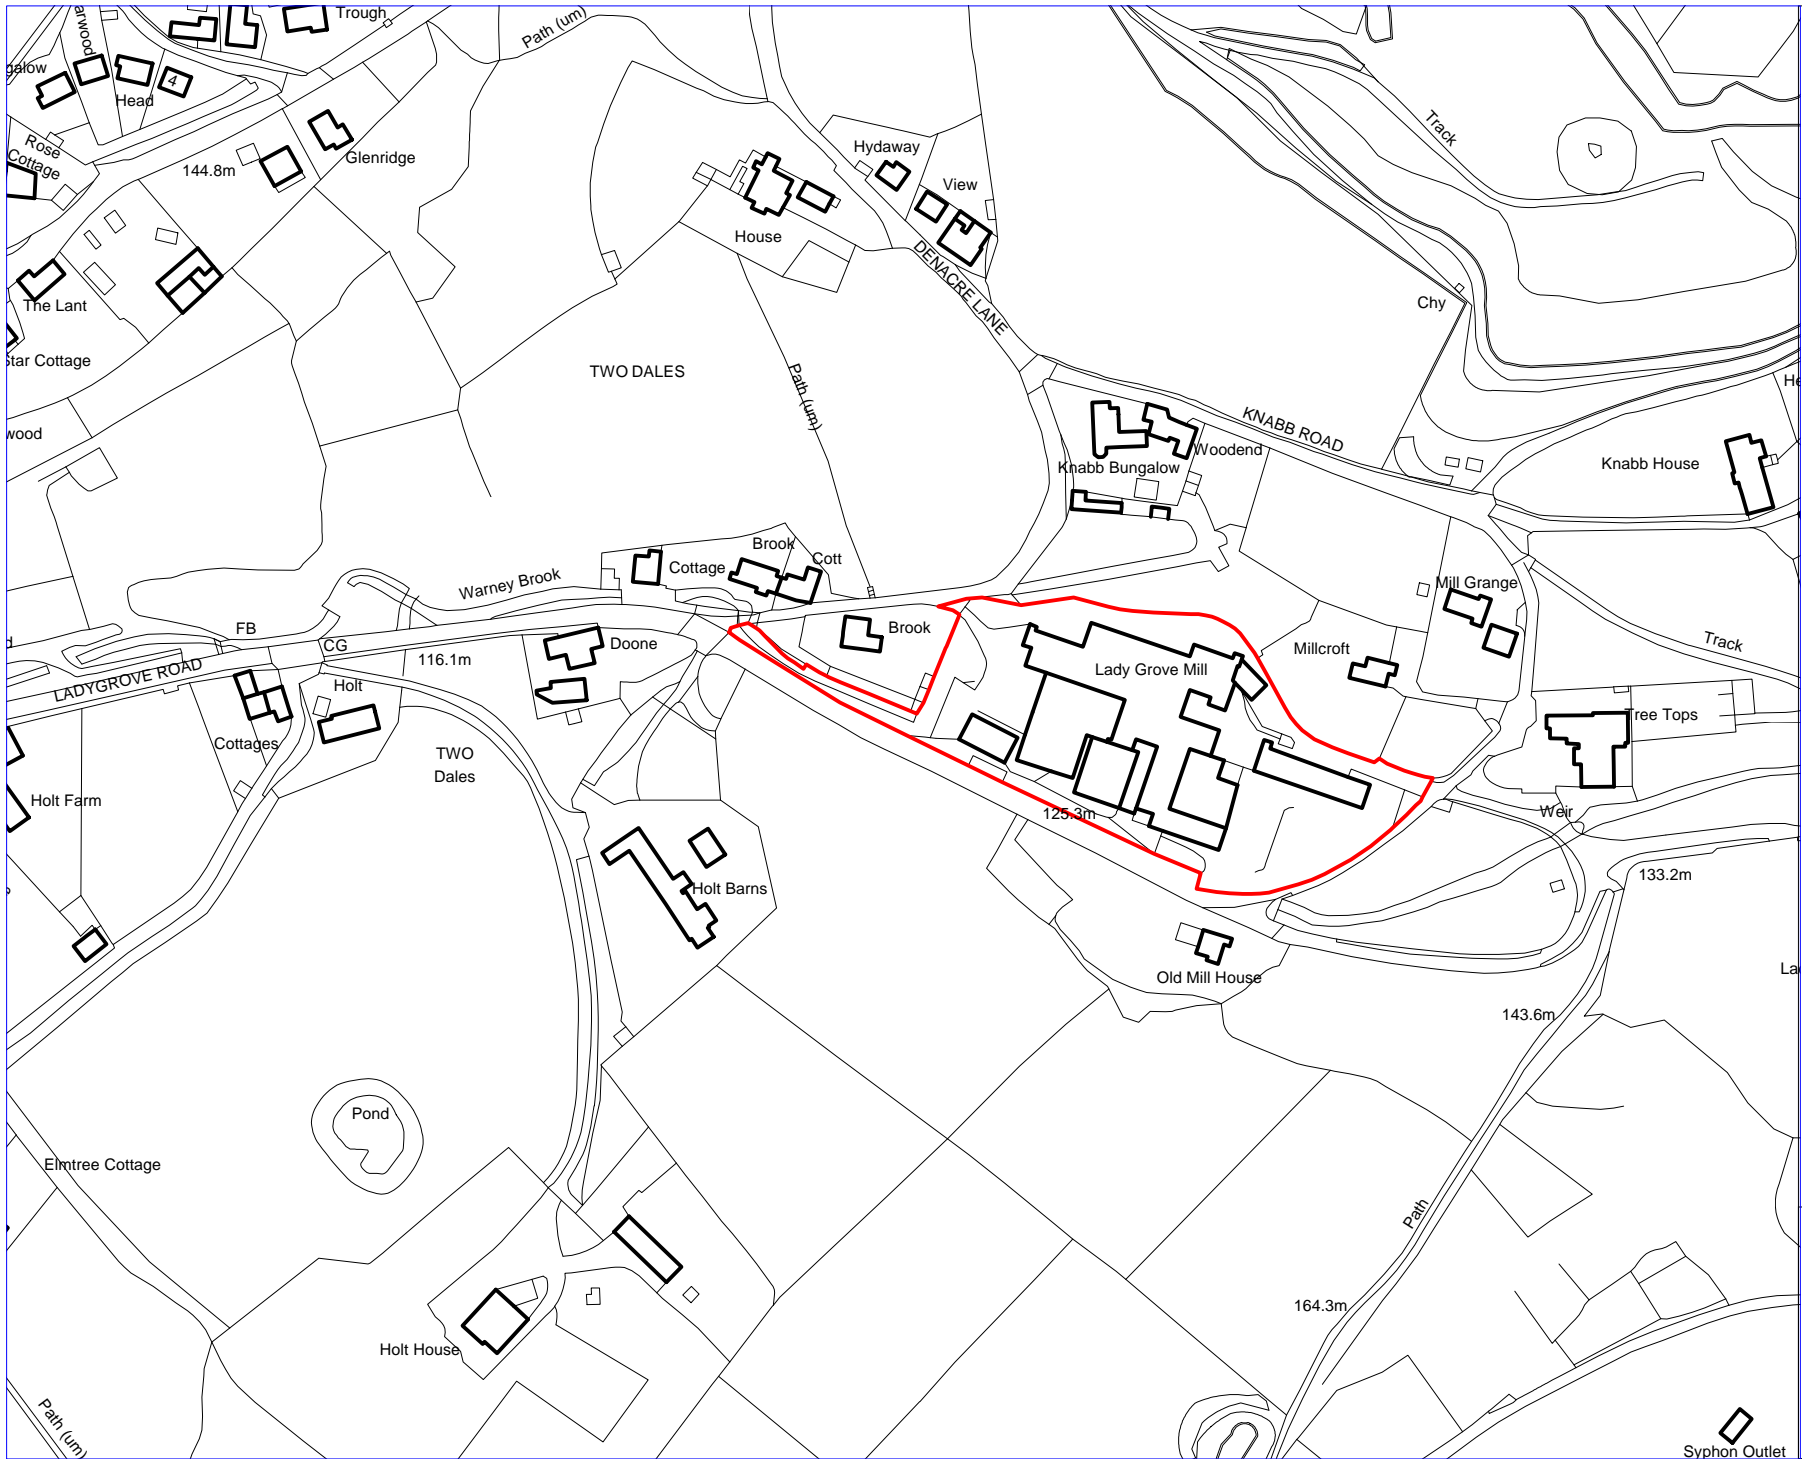 Trough
Path (um)
arwood
galow
Head
4
Rose
Cottage
144.8m
Glenridge
Hydaway
View
House
DENACRE LANE
Track
Chy
The Lant
Star Cottage
TWO DALES
Path (um)
wood
KNABB ROAD
Woodend
Knabb Bungalow
Knabb House
He
Brook
Cott
Cottage
Warney Brook
Mill Grange
FB
CG
116.1m
LADYGROVE ROAD
Doone
Brook
Lady Grove Mill
Millcroft
Track
Holt
Cottages
TWO
Dales
Tree Tops
Holt Farm
125.3m
Weir
Holt Barns
133.2m
Old Mill House
La
143.6m
Pond
Elmtree Cottage
Path
164.3m
Holt House
Path (um)
Syphon Outlet